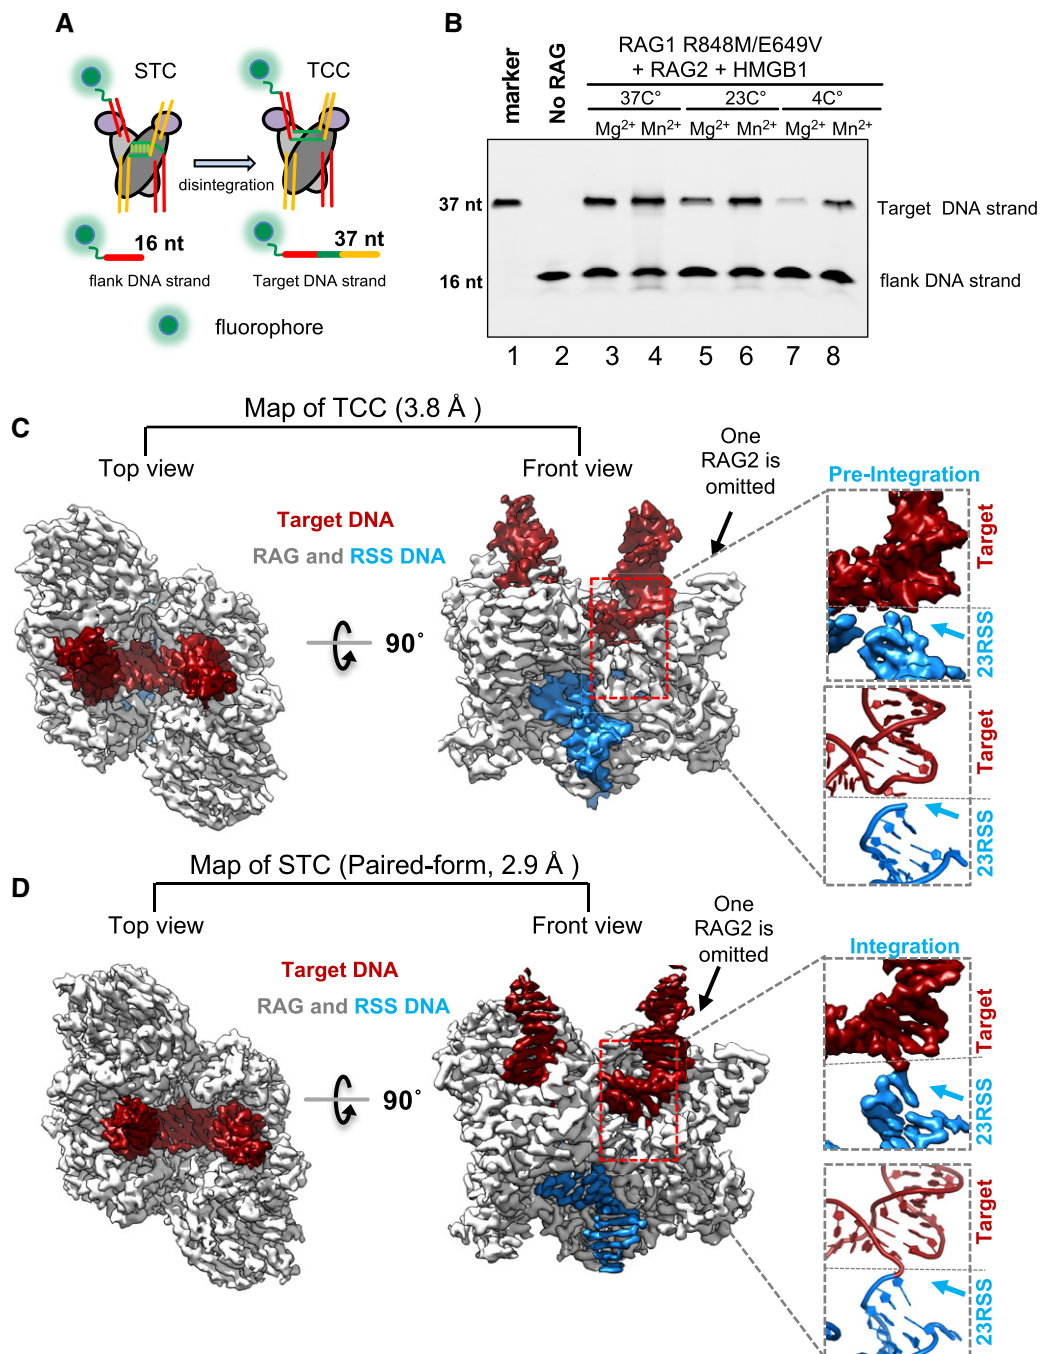 A
STC
TCC
disintegration
16 nt
37 nt
flank DNA strand
Target DNA strand
fluorophore
B
marker
No RAG
RAG1 R848M/E649V
+ RAG2 + HMGB1
37C° 23C° 4C°
Mg²⁺ Mn²⁺ Mg²⁺ Mn²⁺ Mg²⁺ Mn²⁺
37 nt
Target DNA strand
16 nt
flank DNA strand
1 2 3 4 5 6 7 8
C
Map of TCC (3.8 Å )
Top view
Front view
One
RAG2 is
omitted
Target DNA
RAG and RSS DNA
90°
Pre-Integration
Target
23RSS
Target
23RSS
D
Map of STC (Paired-form, 2.9 Å )
Top view
Front view
One
RAG2 is
omitted
Target DNA
RAG and RSS DNA
90°
Integration
Target
23RSS
Target
23RSS